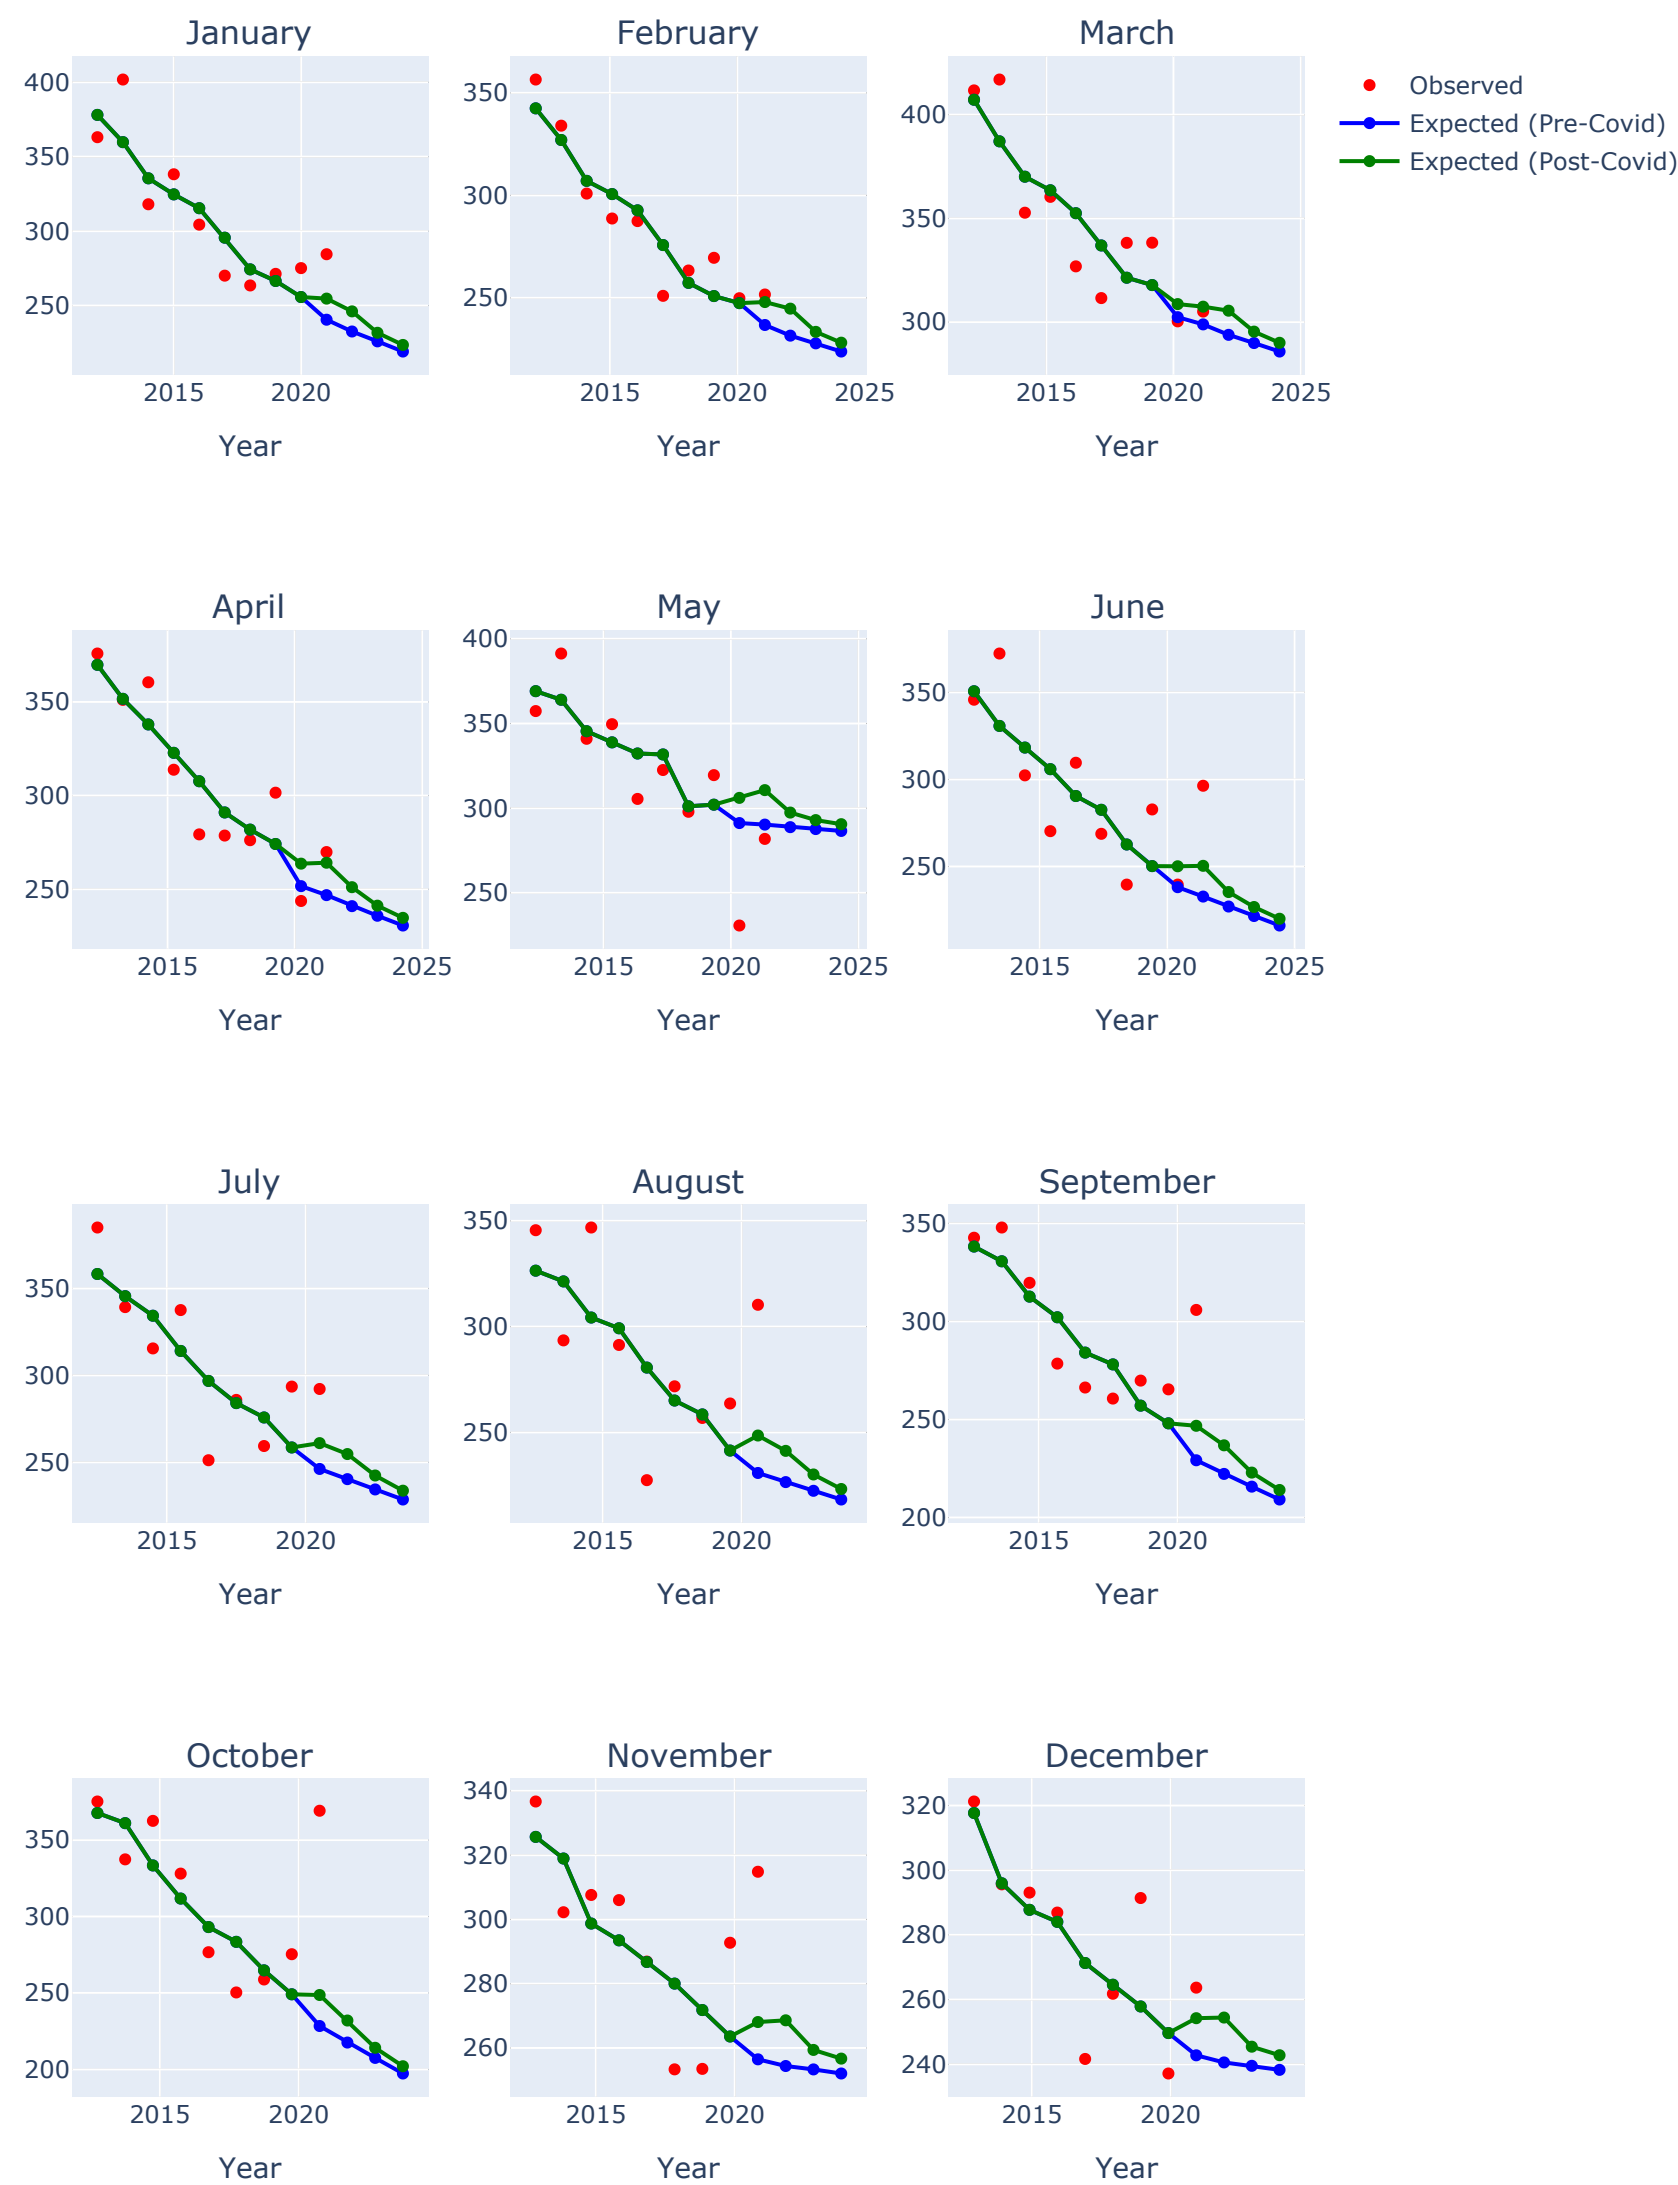 January
February
March
Observed
Expected (Pre-Covid)
Expected (Post-Covid)
400
350
300
250
350
300
250
400
350
300
2015 2020
2015 2020 2025
2015 2020 2025
Year
Year
Year
April
May
June
350
300
250
400
350
300
250
350
300
250
2015 2020 2025
2015 2020 2025
2015 2020 2025
Year
Year
Year
July
August
September
350
300
250
350
300
250
350
300
250
200
2015 2020
2015 2020
2015 2020
Year
Year
Year
October
November
December
350
300
250
200
340
320
300
280
260
320
300
280
260
240
2015 2020
2015 2020
2015 2020
Year
Year
Year